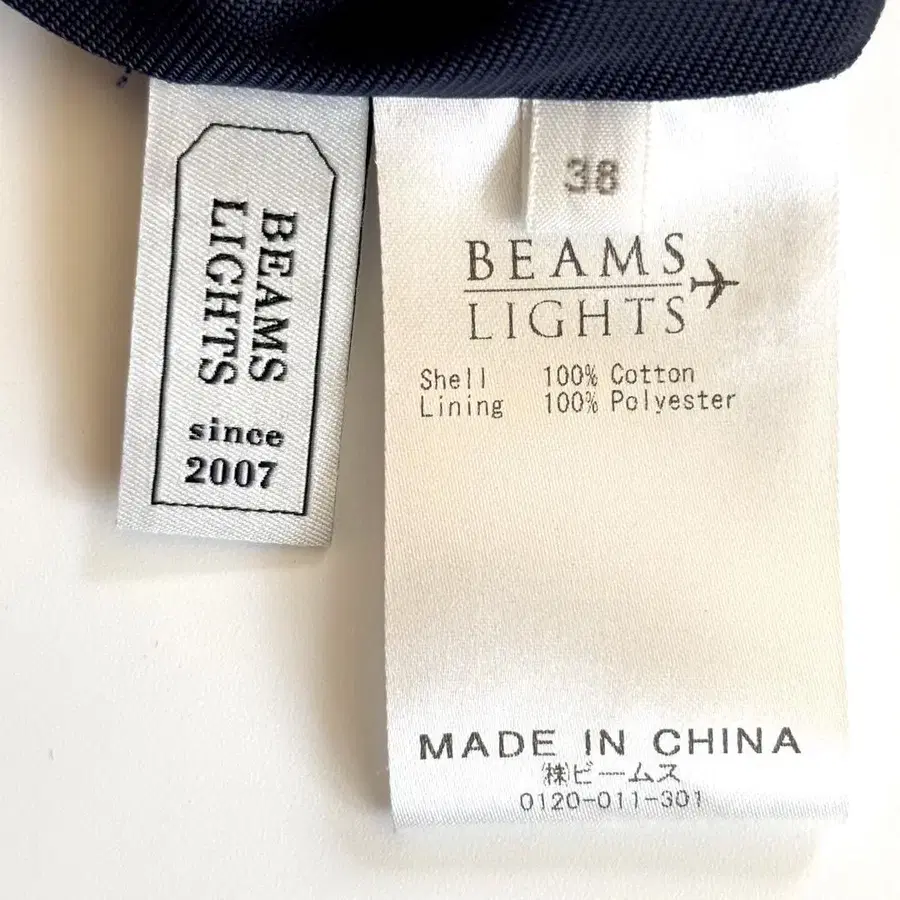 BEAMS
LIGHTS
since
2007
38
BEAMS
LIGHTS
Shell 100% Cotton
Lining 100% Polyester
MADE IN CHINA
㈱ビームス
0120-011-301